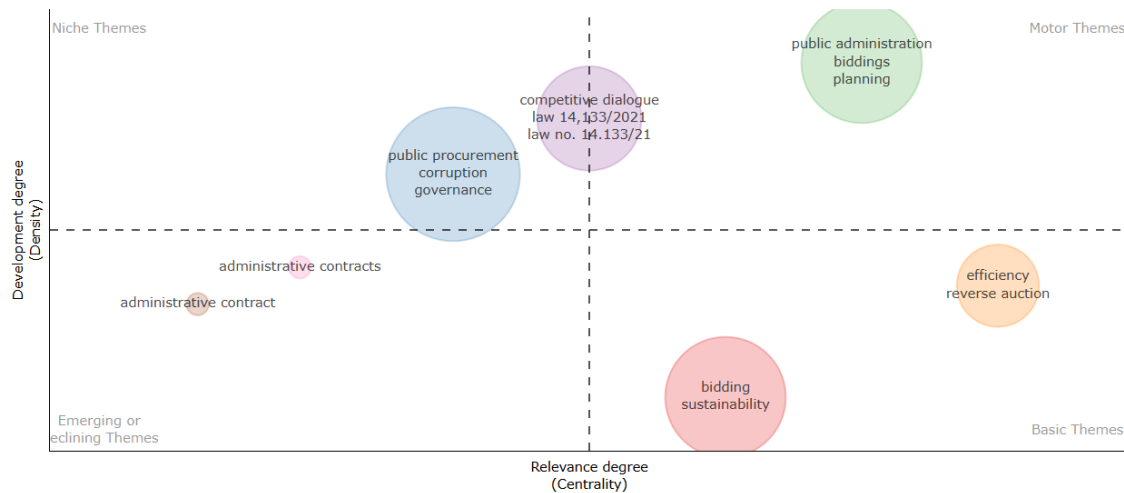 Niche Themes
Motor Themes
public administration
biddings
planning
competitive dialogue
law 14,133/2021
law no. 14.133/21
public procurement
corruption
governance
administrative contracts
administrative contract
efficiency
reverse auction
bidding
sustainability
Emerging or
eclining Themes
Basic Themes
Development degree
(Density)
Relevance degree
(Centrality)